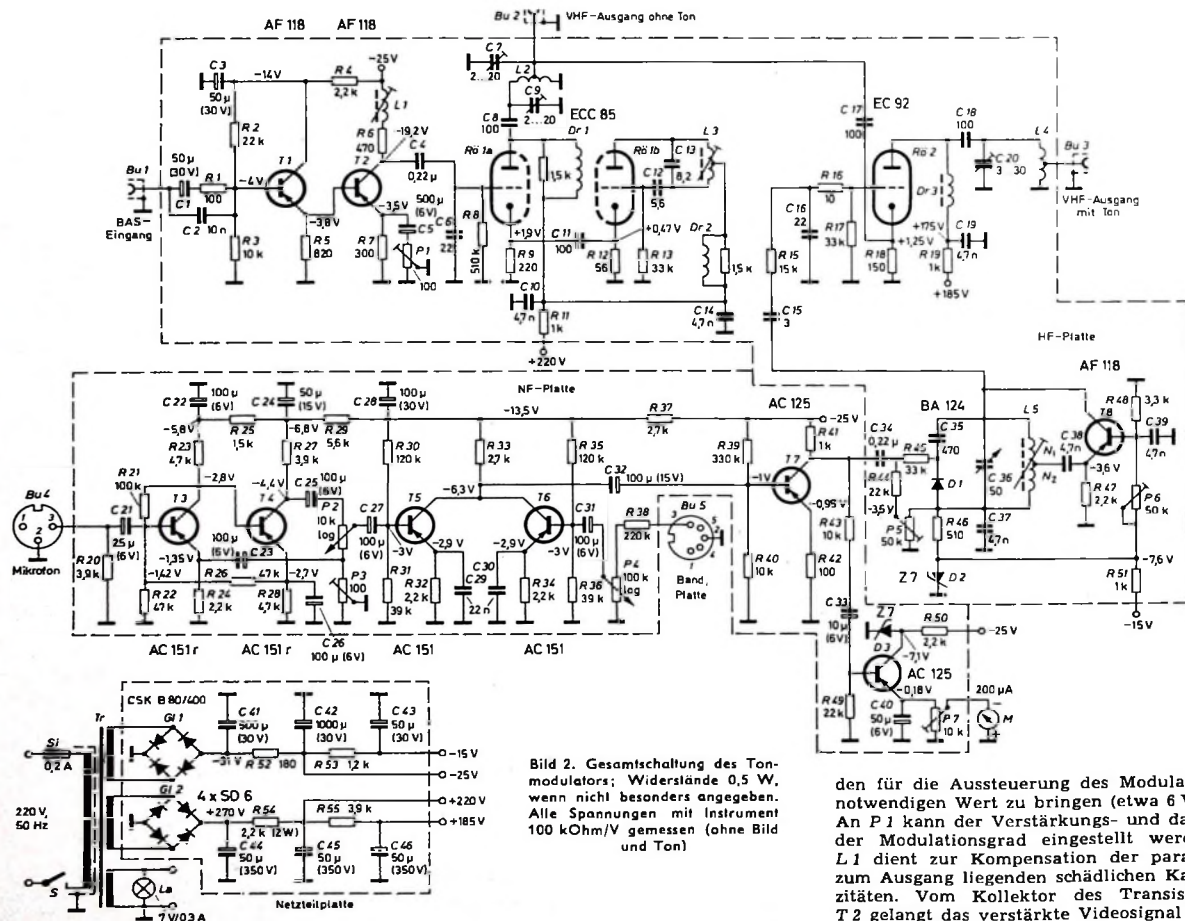 Bu 2
VHF-Ausgang ohne Ton
AF 118 AF 118
C 7
2...20
L 2
C 9
2...20
C 8
100
ECC 85
Dr 1
EC 92
C 3
50 µ
(30 V)
-14V
R 4
2,2 k
-25V
L 1
R 2
22 k
R 6
470
-19,2 V
C 4
0,22 µ
T 1
T 2
Bu 1
50 µ
(30 V)
C 1
R 1
100
-4V
C 2
10 n
BAS-
Eingang
-3,8 V
-3,5 V
R 3
10 k
R 5
820
R 7
300
500 µ
(6V)
C 5
P 1
100
C 6
22
R 8
510 k
Rö 1a
1,5 k
Rö 1b
C 13
8,2
L 3
C 12
5,6
+1,9 V
C 11
100
+0,47 V
R 9
220
R 12
56
R 13
33 k
Dr 2
1,5 k
C 10
4,7 n
R 11
1 k
+220 V
C 14
4,7 n
C 17
100
C 18
100
L 4
Bu 3
Rö 2
C 20
3 30
VHF-Ausgang
mit Ton
R 16
10
Dr 3
C 16
22
R 17
33 k
+175 V
+1,25 V
C 19
4,7 n
R 15
15 k
R 18
150
R 19
1 k
+185 V
C 15
3
HF-Platte
NF-Platte
C 22
100 µ
(6V)
C 24
50 µ
(15 V)
C 28
100 µ
(30 V)
-13,5 V
R 37
2,7 k
AC 125
-25 V
BA 124
AF 118
R 48
3,3 k
-5,8 V
R 25
1,5 k
-6,8 V
R 29
5,6 k
R 23
4,7 k
R 27
3,9 k
R 30
120 k
R 33
2,7 k
R 35
120 k
R 39
330 k
R 41
1 k
C 34
0,22 µ
C 35
470
L 5
T 8
C 39
4,7 n
R 21
100 k
-2,8 V
C 25
100 µ
(6V)
-4,4 V
-6,3 V
C 32
100 µ (15 V)
T 7
-1V
R 45
33 k
R 44
22 k
D 1
C 36
50
N 1
N 2
C 38
4,7 n
-3,6 V
Bu 4
1 3
2
Mikrofon
C 21
25 µ
(6V)
T 3
T 4
P 2
10 k
log
C 27
100 µ
(6V)
T 5
T 6
C 31
100 µ
(6V)
R 38
220 k
Bu 5
Band,
Platte
-0,95 V
-3,5 V
P 5
50 k
R 46
510
C 37
4,7 n
R 47
2,2 k
P 6
50 k
R 20
3,9 k
-1,35 V
-1,42 V
100 µ
(6V)
C 23
R 26
47 k
-2,7 V
P 3
100
-3 V
-2,9 V
-2,9 V
-3 V
P 4
100 k
log
R 40
10 k
R 43
10 k
R 42
100
Z 7
D 2
-7,6 V
R 51
1 k
-15 V
R 22
47 k
R 24
2,2 k
R 28
4,7 k
R 31
39 k
R 32
2,2 k
C 29
C 30
22 n
R 34
2,2 k
R 36
39 k
C 26
100 µ (6V)
C 33
10 µ
(6V)
Z 7
D 3
R 50
2,2 k
-25 V
AC 151 r AC 151 r AC 151 AC 151
-7,1 V
AC 125
-0,18 V
200 µA
R 49
22 k
C 40
50 µ
(6V)
P 7
10 k
M
CSK B 80/400
Tr
Gl 1
C 41
500 µ
(30 V)
C 42
1000 µ
(30 V)
C 43
50 µ
(30 V)
Si
0,2 A
-31 V
R 52 180
R 53 1,2 k
-15 V
-25 V
220 V,
50 Hz
Gl 2
4 x SD 6
+270 V
R 54
2,2 k (2W)
R 55 3,9 k
+220 V
+185 V
C 44
50 µ
(350 V)
C 45
50 µ
(350 V)
C 46
50 µ
(350 V)
S
La
7 V/0,3 A
Netzteilplatte
Bild 2. Gesamtschaltung des Ton-
modulators; Widerstände 0,5 W,
wenn nicht besonders angegeben.
Alle Spannungen mit Instrument
100 kOhm/V gemessen (ohne Bild
und Ton)
den für die Aussteuerung des Modula
notwendigen Wert zu bringen (etwa 6 V
An P 1 kann der Verstärkungs- und da
der Modulationsgrad eingestellt werd
L 1 dient zur Kompensation der para
zum Ausgang liegenden schädlichen Ka
zitäten. Vom Kollektor des Transis
T 2 gelangt das verstärkte Videosignal